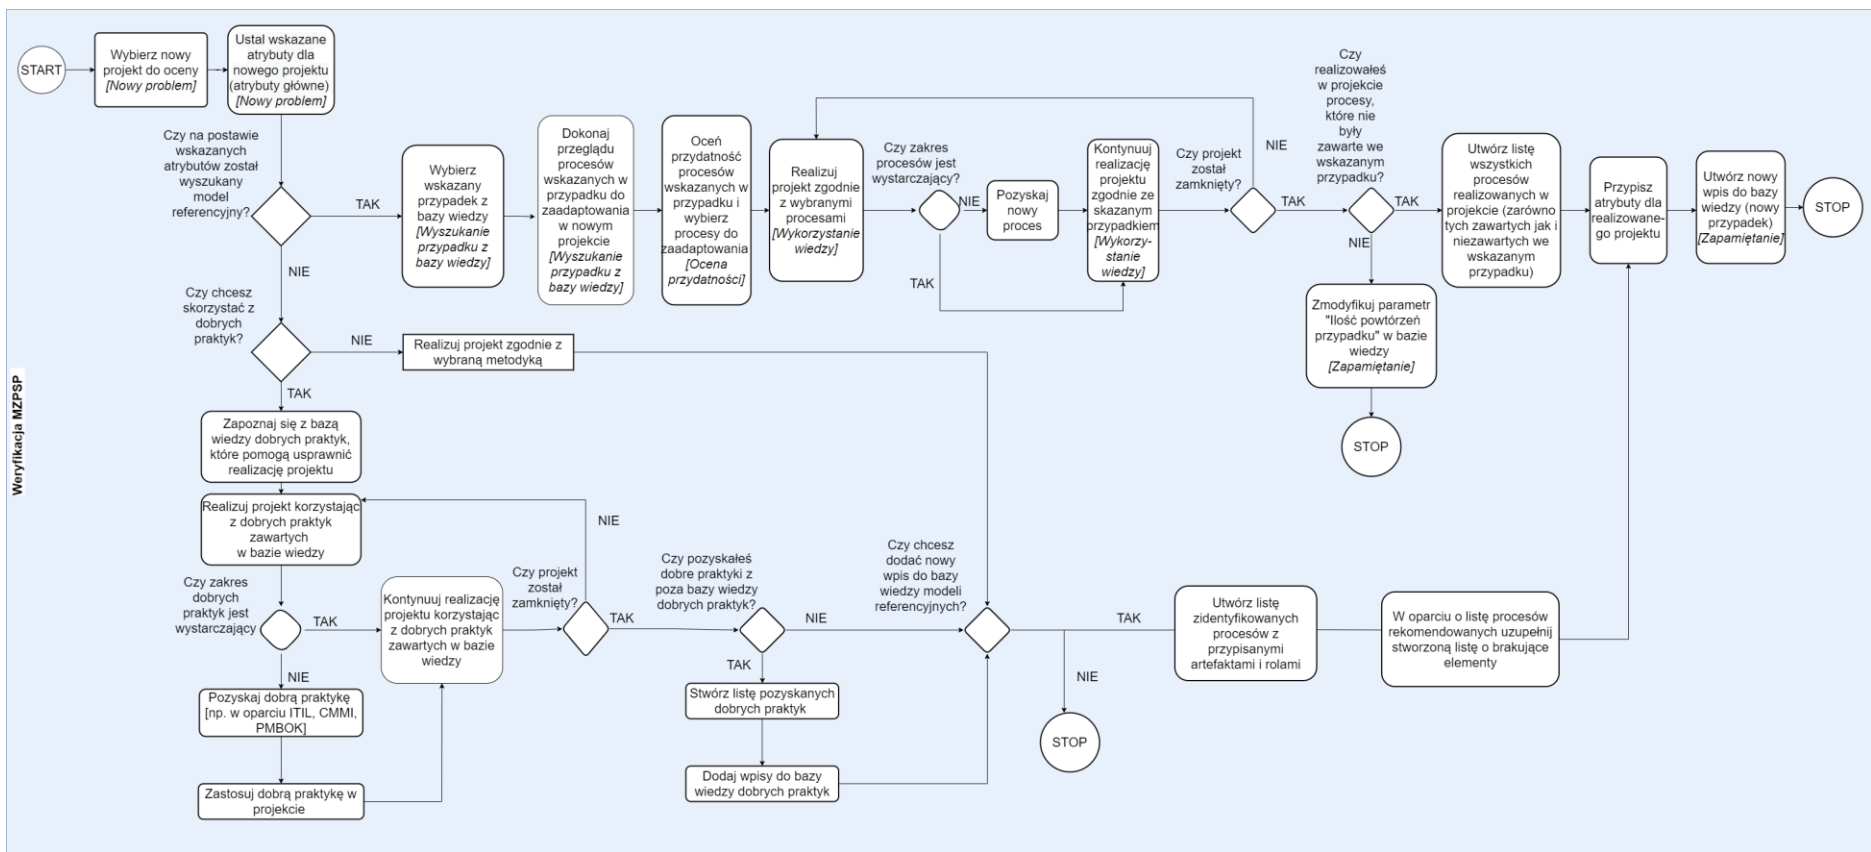 START
Wybierz nowy
projekt do oceny
[Nowy problem]
Ustal wskazane
atrybuty dla
nowego projektu
(atrybuty główne)
[Nowy problem]
Czy na postawie
wskazanych
atrybutów został
wyszukany
model
referencyjny?
TAK
Wybierz
wskazany
przypadek z
bazy wiedzy
[Wyszukanie
przypadku z
bazy wiedzy]
Dokonaj
przeglądu
procesów
wskazanych w
przypadku do
zaadaptowania
w nowym
projekcie
[Wyszukanie
przypadku z
bazy wiedzy]
Oceń
przydatność
procesów
wskazanych w
przypadku i
wybierz
procesy do
zaadaptowania
[Ocena
przydatności]
Realizuj
projekt zgodnie
z wybranymi
procesami
[Wykorzystanie
wiedzy]
Czy zakres
procesów jest
wystarczający?
NIE
TAK
Pozyskaj
nowy
proces
Kontynuuj
realizację
projektu
zgodnie ze
skazanym
przypadkiem
[Wykorzy-
stanie
wiedzy]
Czy projekt
został
zamknięty?
NIE
TAK
Czy
realizowałeś
w projekcie
procesy,
które nie
były
zawarte we
wskazanym
przypadku?
TAK
NIE
Utwórz listę
wszystkich
procesów
realizowanych w
projekcie (zarówno
tych zawartych jak i
niezawartych we
wskazanym
przypadku)
Przypisz
atrybuty dla
realizowane-
go projektu
Utwórz nowy
wpis do bazy
wiedzy (nowy
przypadek)
[Zapamiętanie]
STOP
Zmodyfikuj parametr
"Ilość powtórzeń
przypadku" w bazie
wiedzy
[Zapamiętanie]
STOP
NIE
Czy chcesz
skorzystać z
dobrych
praktyk?
NIE
Realizuj projekt zgodnie z
wybraną metodyką
TAK
Weryfikacja MZPSP
Zapoznaj się z bazą
wiedzy dobrych praktyk,
które pomogą usprawnić
realizację projektu
Realizuj projekt korzystając
z dobrych praktyk
zawartych
w bazie wiedzy
Czy zakres
dobrych
praktyk jest
wystarczający
TAK
NIE
Pozyskaj dobrą praktykę
[np. w oparciu ITIL, CMMI,
PMBOK]
Zastosuj dobrą praktykę w
projekcie
Kontynuuj realizację
projektu korzystając
z dobrych praktyk
zawartych w bazie
wiedzy
Czy projekt
został
zamknięty?
NIE
TAK
Czy pozyskałeś
dobre praktyki z
poza bazy wiedzy
dobrych praktyk?
NIE
TAK
Stwórz listę pozyskanych
dobrych praktyk
Dodaj wpisy do bazy
wiedzy dobrych praktyk
Czy chcesz
dodać nowy
wpis do bazy
wiedzy modeli
referencyjnych?
TAK
NIE
STOP
Utwórz listę
zidentyfikowanych
procesów z
przypisanymi
artefaktami i rolami
W oparciu o listę procesów
rekomendowanych uzupełnij
stworzoną listę o brakujące
elementy